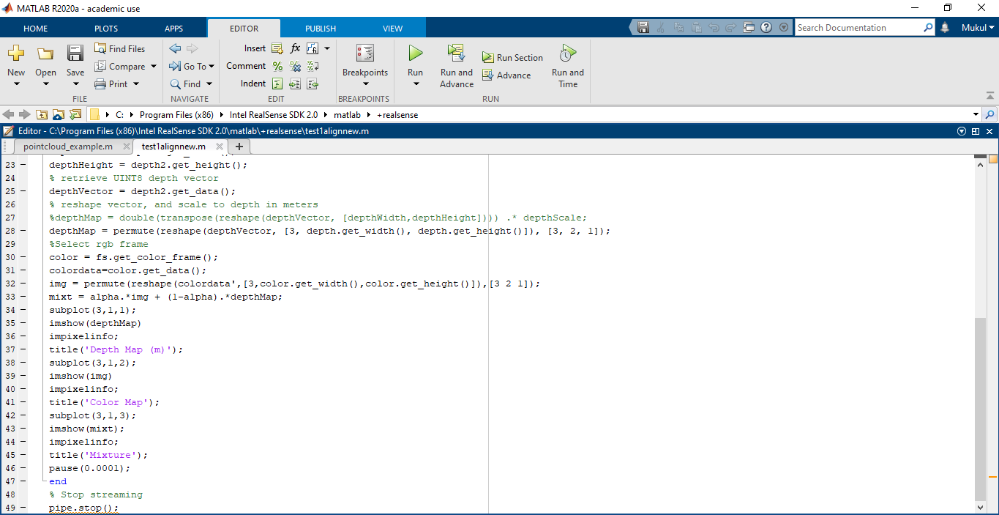 MATLAB R2020a - academic use
HOME PLOTS APPS EDITOR PUBLISH VIEW Search Documentation Mukul
New Open Save Find Files Compare Print
FILE
Go To Find
NAVIGATE
Insert fx
Comment
Indent
EDIT
Breakpoints
BREAKPOINTS
Run Run and Advance Run Section Advance Run and Time
RUN
C: Program Files (x86) Intel RealSense SDK 2.0 matlab +realsense
Editor - C:\Program Files (x86)\Intel RealSense SDK 2.0\matlab\+realsense\test1alignnew.m
pointcloud_example.m test1alignnew.m
23 depthHeight = depth2.get_height();
24 % retrieve UINT8 depth vector
25 depthVector = depth2.get_data();
26 % reshape vector, and scale to depth in meters
27 %depthMap = double(transpose(reshape(depthVector, [depthWidth,depthHeight]))) .* depthScale;
28 depthMap = permute(reshape(depthVector, [3, depth.get_width(), depth.get_height()]), [3, 2, 1]);
29 %Select rgb frame
30 color = fs.get_color_frame();
31 colordata=color.get_data();
32 img = permute(reshape(colordata',[3,color.get_width(),color.get_height()]),[3 2 1]);
33 mixt = alpha.*img + (1-alpha).*depthMap;
34 subplot(3,1,1);
35 imshow(depthMap)
36 impixelinfo;
37 title('Depth Map (m)');
38 subplot(3,1,2);
39 imshow(img)
40 impixelinfo;
41 title('Color Map');
42 subplot(3,1,3);
43 imshow(mixt);
44 impixelinfo;
45 title('Mixture');
46 pause(0.0001);
47 end
48 % Stop streaming
49 pipe.stop();